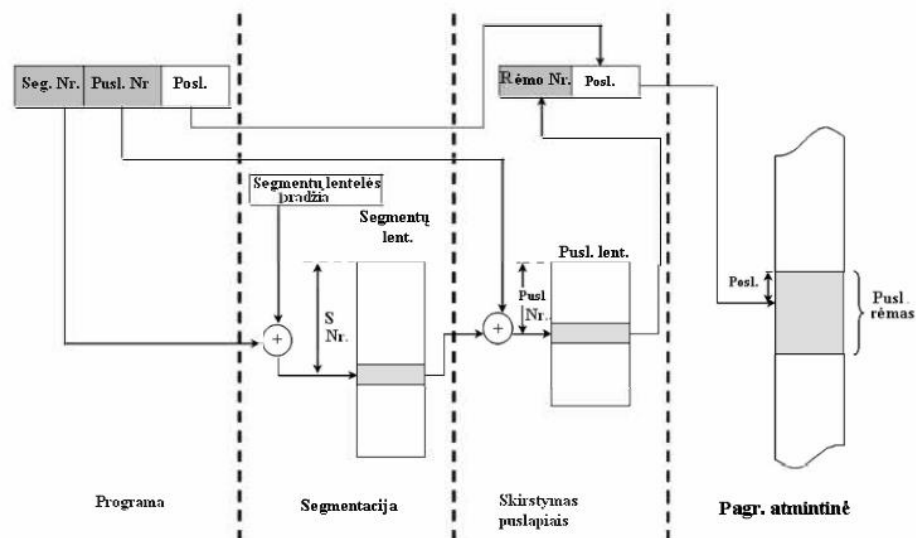 Seg. Nr. Pusl. Nr Posl.
Rėmo Nr. Posl.
Segmentų lentelės
pradžia
Segmentų
lent.
Pusl. lent.
S
Nr.
Pusl
Nr.
+
+
Posl.
Pusl.
rėmas
Programa
Segmentacija
Skirstymas
puslapiais
Pagr. atmintinė